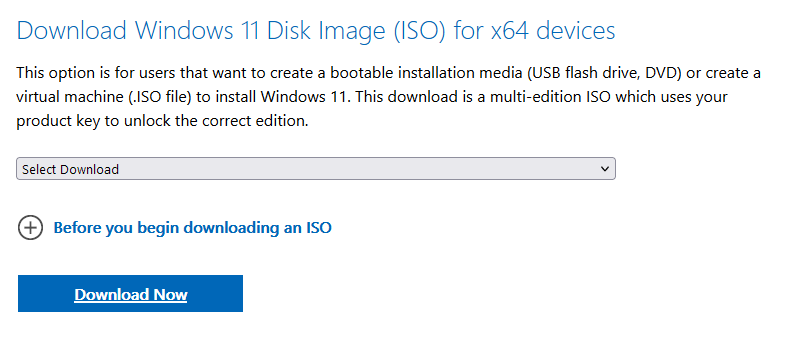 Download Windows 11 Disk Image (ISO) for x64 devices
This option is for users that want to create a bootable installation media (USB flash drive, DVD) or create a
virtual machine (.ISO file) to install Windows 11. This download is a multi-edition ISO which uses your
product key to unlock the correct edition.
Select Download
Before you begin downloading an ISO
Download Now